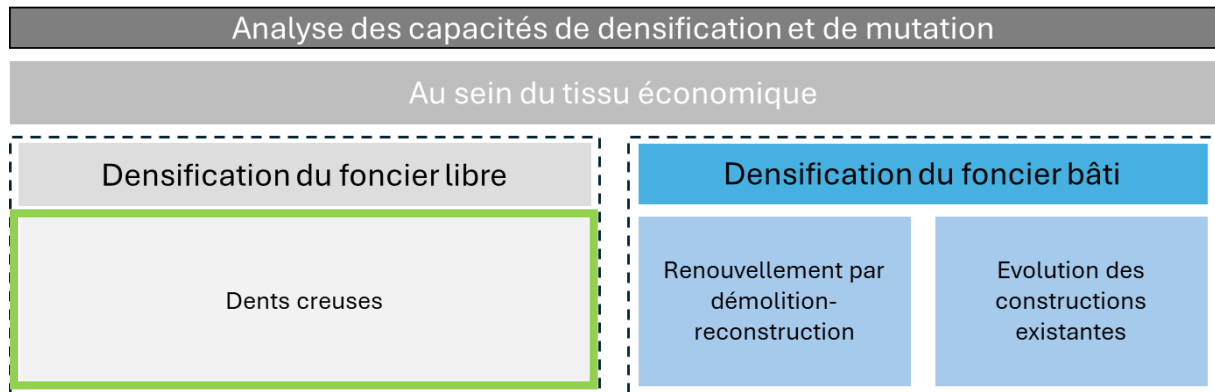 Analyse des capacités de densification et de mutation
Au sein du tissu économique
Densification du foncier libre
Densification du foncier bâti
Dents creuses
Renouvellement par
démolition-
reconstruction
Evolution des
constructions
existantes